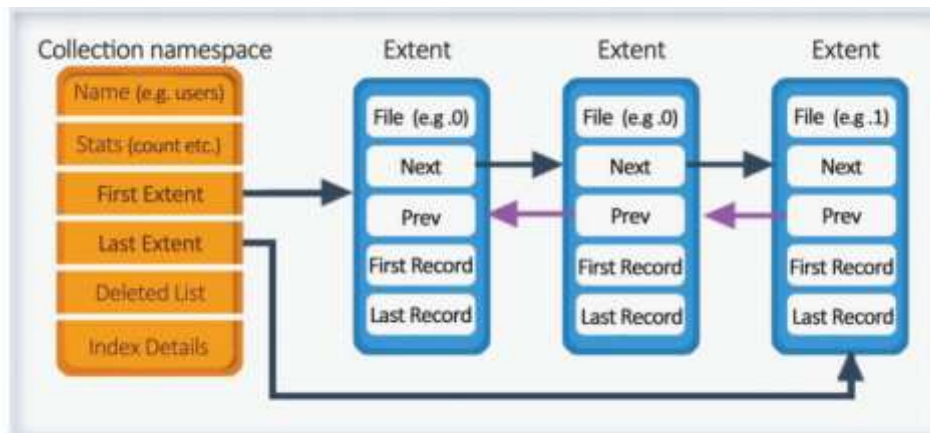 Collection namespace
Name (e.g. users)
Stats (count etc.)
First Extent
Last Extent
Deleted List
Index Details
Extent
File (e.g .0)
Next
Prev
First Record
Last Record
Extent
File (e.g .0)
Next
Prev
First Record
Last Record
Extent
File (e.g .1)
Next
Prev
First Record
Last Record